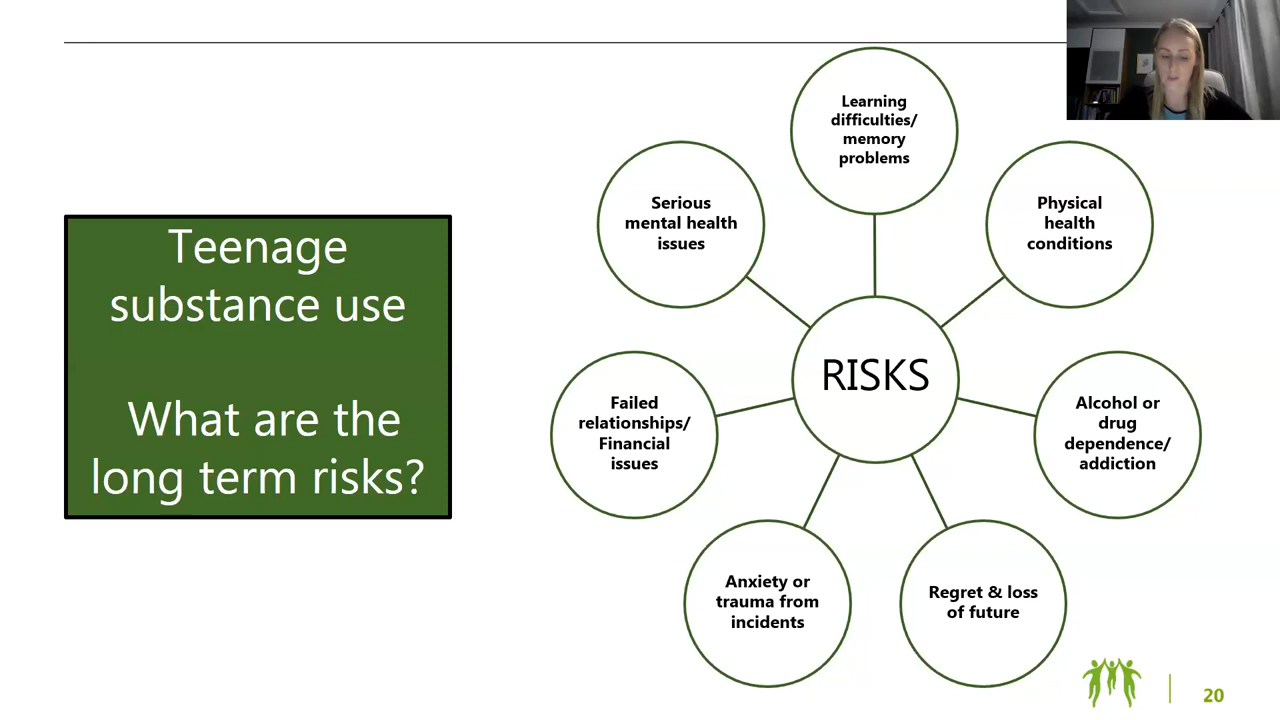 Teenage
substance use
What are the
long term risks?
Learning
difficulties/
memory
problems
Physical
health
conditions
Alcohol or
drug
dependence/
addiction
Regret & loss
of future
Anxiety or
trauma from
incidents
Failed
relationships/
Financial
issues
Serious
mental health
issues
RISKS
20